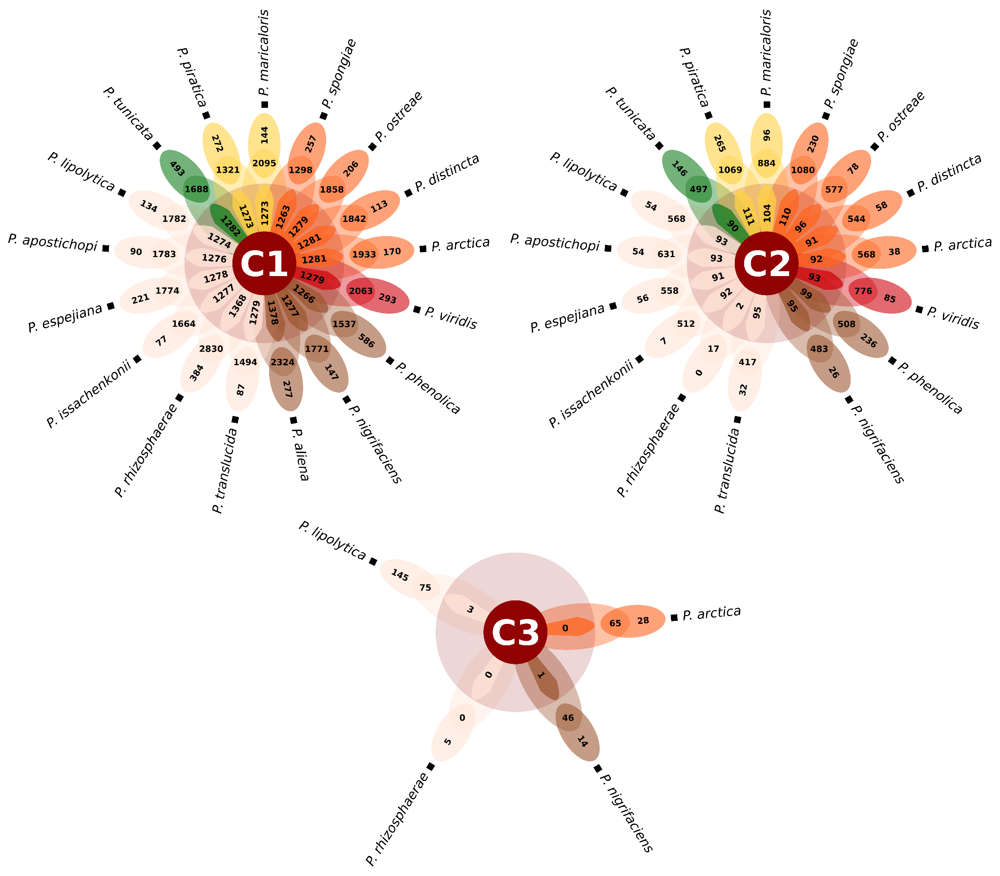 P. maricaloris
144
2095
1273
P. spongiae
257
1298
1263
P. ostreae
206
1858
1279
P. distincta
113
1842
1281
P. arctica
170
1933
1281
P. viridis
293
2063
1279
P. phenolica
586
1537
1266
P. nigrifaciens
147
1771
1277
P. aliena
277
2324
1378
P. translucida
87
1494
1279
P. rhizosphaerae
384
2830
1368
P. issachenkonii
77
1664
1277
P. espejiana
221
1774
1278
P. apostichopi
90
1783
1276
P. lipolytica
134
1782
1274
P. tunicata
493
1688
1282
P. piratica
272
1321
1273
C1
P. maricaloris
96
884
104
P. spongiae
230
1080
110
P. ostreae
78
577
96
P. distincta
58
544
91
P. arctica
38
568
92
P. viridis
85
776
93
P. phenolica
236
508
99
P. nigrifaciens
26
483
95
P. translucida
32
417
95
P. rhizosphaerae
0
17
2
P. issachenkonii
7
512
92
P. espejiana
56
558
91
P. apostichopi
54
631
93
P. lipolytica
54
568
93
P. tunicata
146
497
90
P. piratica
265
1069
111
C2
P. lipolytica
145
75
3
P. arctica
28
65
0
P. nigrifaciens
14
46
1
P. rhizosphaerae
5
0
0
C3